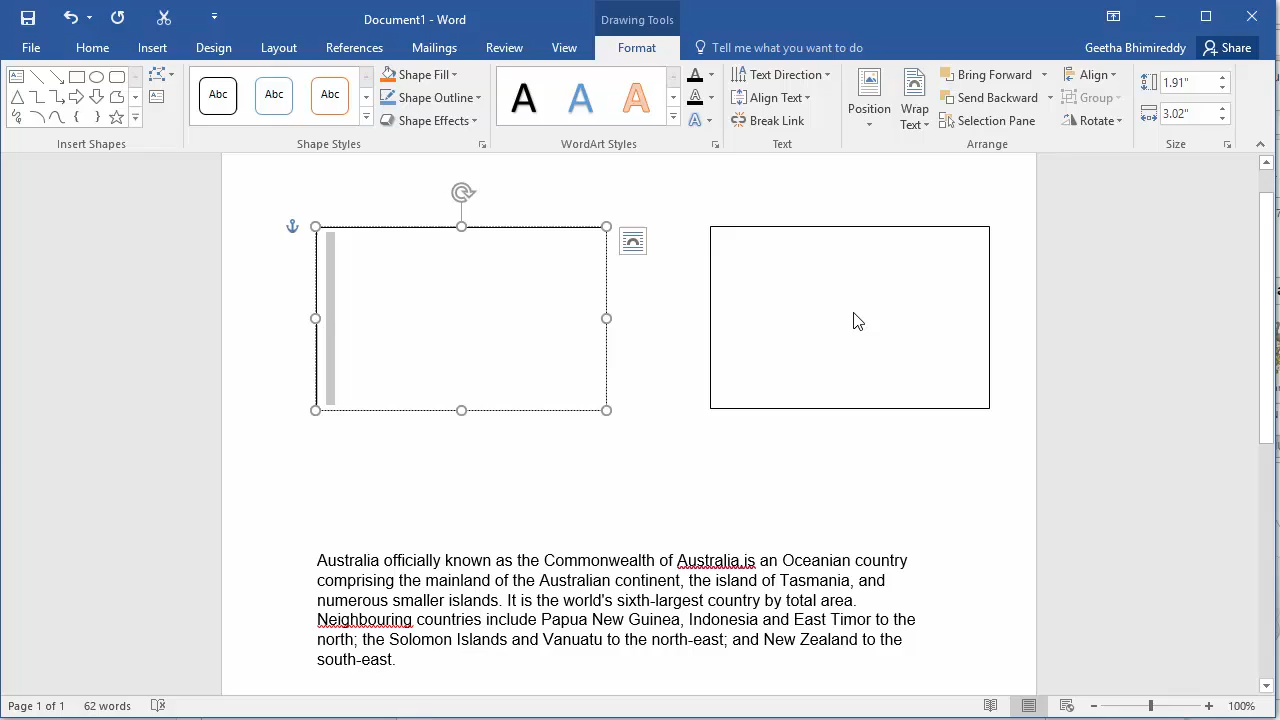 Document1 - Word
Drawing Tools
File
Home
Insert
Design
Layout
References
Mailings
Review
View
Format
Tell me what you want to do
Geetha Bhimireddy
Share
Abc
Abc
Abc
Shape Fill
Shape Outline
Shape Effects
A
A
A
A
A
A
Text Direction
Align Text
Break Link
Position
Wrap
Text
Bring Forward
Send Backward
Selection Pane
Align
Group
Rotate
1.91"
3.02"
Insert Shapes
Shape Styles
WordArt Styles
Text
Arrange
Size
Australia officially known as the Commonwealth of Australia,is an Oceanian country
comprising the mainland of the Australian continent, the island of Tasmania, and
numerous smaller islands. It is the world's sixth-largest country by total area.
Neighbouring countries include Papua New Guinea, Indonesia and East Timor to the
north; the Solomon Islands and Vanuatu to the north-east; and New Zealand to the
south-east.
Page 1 of 1
62 words
100%